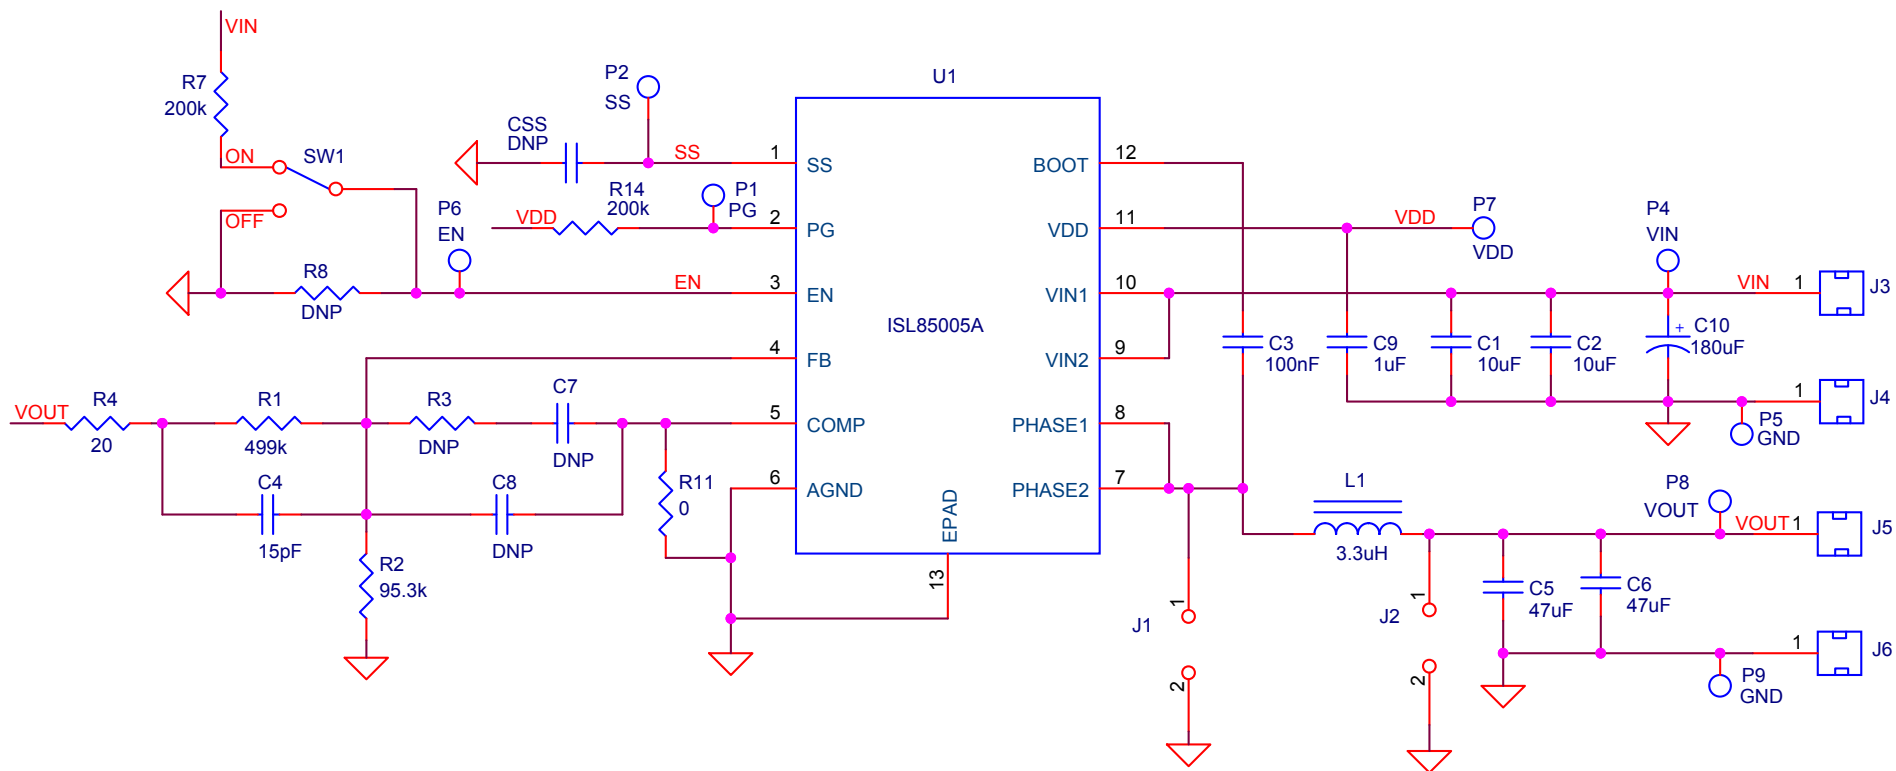 VIN
R7
200k
ON
SW1
OFF
R8
DNP
P6
EN
P2
SS
CSS
DNP
SS
R14
200k
VDD
P1
PG
EN
VOUT
R4
20
R1
499k
R3
DNP
C7
DNP
C4
15pF
C8
DNP
R11
0
R2
95.3k
U1
ISL85005A
1
SS
2
PG
3
EN
4
FB
5
COMP
6
AGND
EPAD
13
12
BOOT
11
VDD
10
VIN1
9
VIN2
8
PHASE1
7
PHASE2
VDD
P7
VDD
P4
VIN
VIN
1
J3
C3
100nF
C9
1uF
C1
10uF
C2
10uF
+
C10
180uF
1
J4
P5
GND
L1
3.3uH
P8
VOUT
VOUT
1
J5
J1
1
2
J2
1
2
C5
47uF
C6
47uF
1
J6
P9
GND